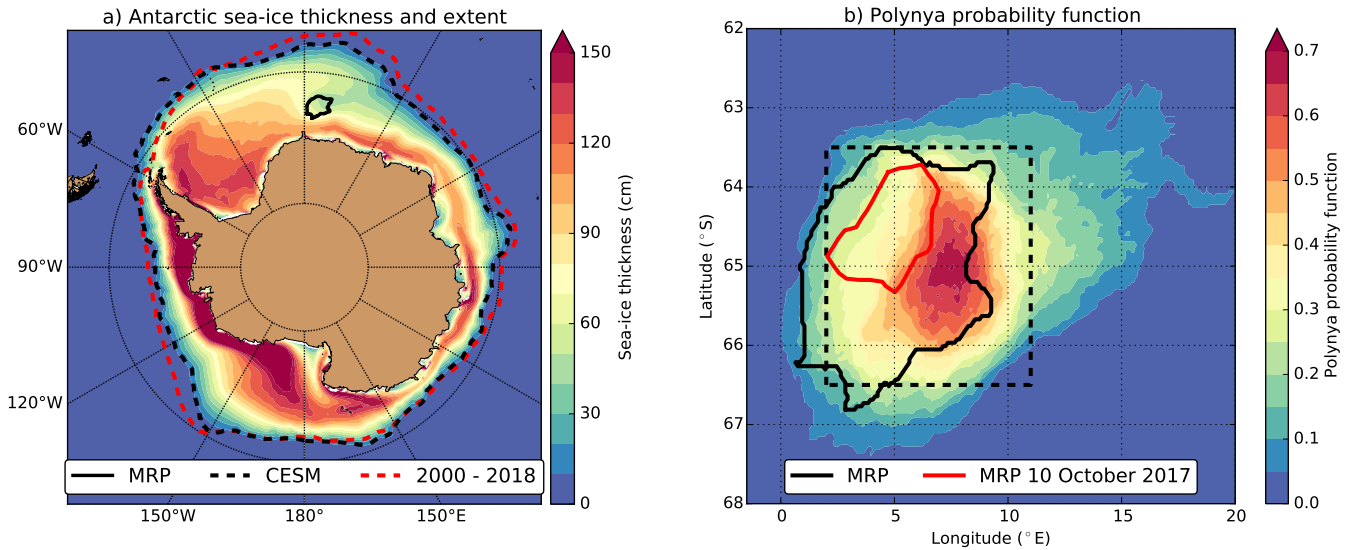 a) Antarctic sea-ice thickness and extent
60°W
90°W
120°W
150°W
180°
150°E
MRP
CESM
2000 - 2018
150
120
90
60
30
0
Sea-ice thickness (cm)
b) Polynya probability function
62
63
64
65
66
67
68
Latitude (°S)
0
5
10
15
20
Longitude (°E)
MRP
MRP 10 October 2017
0.7
0.6
0.5
0.4
0.3
0.2
0.1
0.0
Polynya probability function